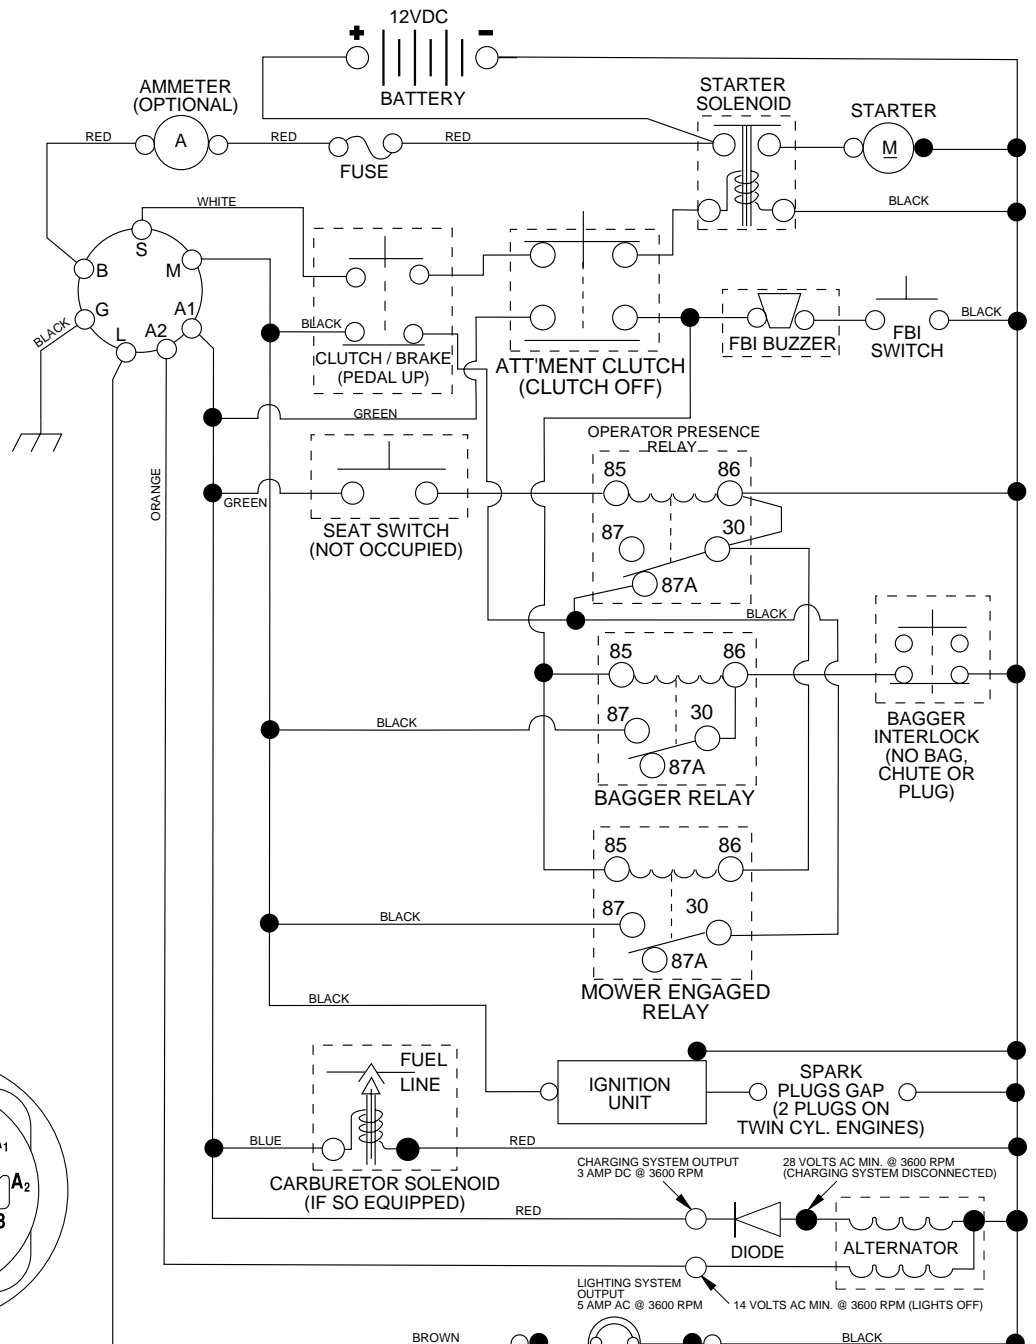 12VDC
+
-
BATTERY
AMMETER
(OPTIONAL)
STARTER
SOLENOID
STARTER
RED
A
RED
RED
FUSE
M
WHITE
BLACK
S
B
M
G
A1
L
A2
BLACK
BLACK
CLUTCH / BRAKE
(PEDAL UP)
ATT'MENT CLUTCH
(CLUTCH OFF)
FBI BUZZER
FBI
SWITCH
BLACK
GREEN
OPERATOR PRESENCE
RELAY
85
86
ORANGE
GREEN
SEAT SWITCH
(NOT OCCUPIED)
87
30
87A
BLACK
85
86
BLACK
87
30
87A
BAGGER RELAY
BAGGER
INTERLOCK
(NO BAG,
CHUTE OR
PLUG)
85
86
BLACK
87
30
87A
MOWER ENGAGED
RELAY
BLACK
FUEL
LINE
IGNITION
UNIT
SPARK
PLUGS GAP
(2 PLUGS ON
TWIN CYL. ENGINES)
BLUE
RED
CARBURETOR SOLENOID
(IF SO EQUIPPED)
CHARGING SYSTEM OUTPUT
3 AMP DC @ 3600 RPM
28 VOLTS AC MIN. @ 3600 RPM
(CHARGING SYSTEM DISCONNECTED)
A2
RED
DIODE
ALTERNATOR
LIGHTING SYSTEM
OUTPUT
5 AMP AC @ 3600 RPM
14 VOLTS AC MIN. @ 3600 RPM (LIGHTS OFF)
BROWN
BLACK